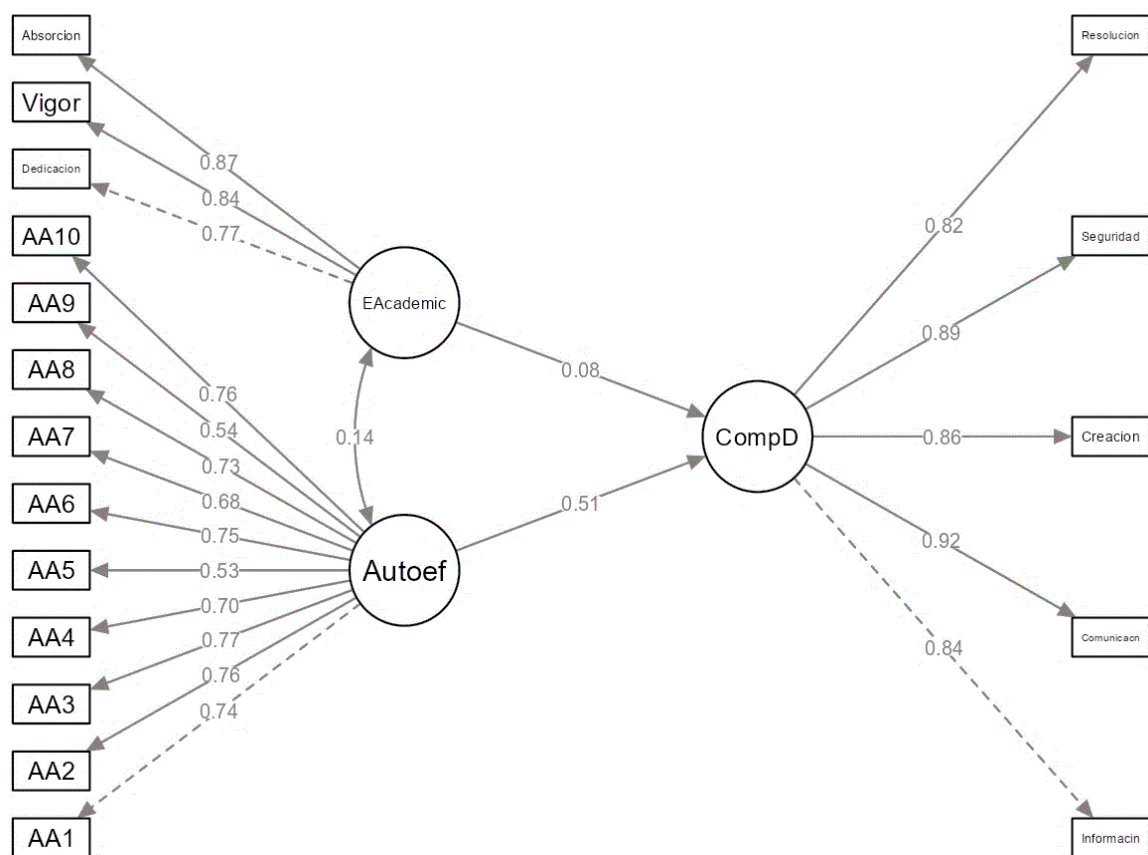 Absorcion
Vigor
Dedicacion
AA10
AA9
AA8
AA7
AA6
AA5
AA4
AA3
AA2
AA1
0.87
0.84
0.77
0.76
0.54
0.73
0.68
0.75
0.53
0.70
0.77
0.76
0.74
EAcademic
0.14
Autoef
0.08
0.51
CompD
0.82
0.89
0.86
0.92
0.84
Resolucion
Seguridad
Creacion
Comunicacn
Informacin